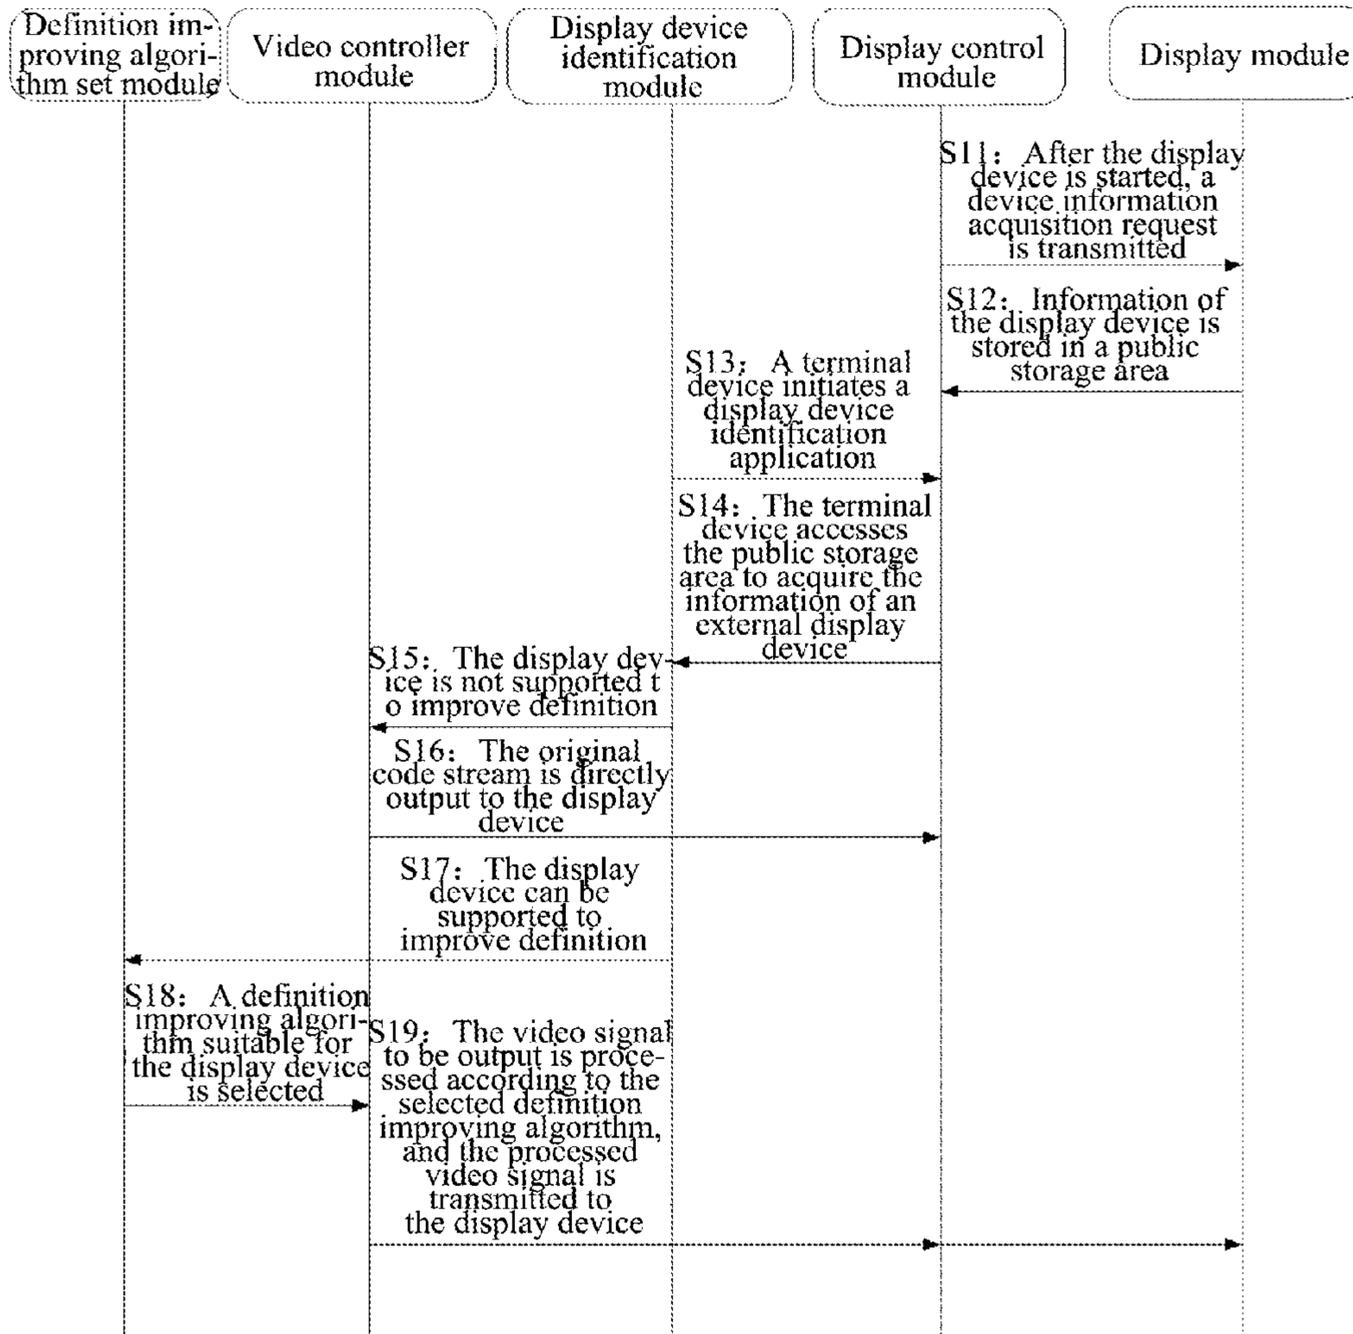 Definition im-
proving algori-
thm set module
Video controller
module
Display device
identification
module
Display control
module
Display module
S11: After the display
device is started, a
device information
acquisition request
is transmitted
S12: Information of
the display device is
stored in a public
storage area
S13: A terminal
device initiates a
display device
identification
application
S14: The terminal
device accesses
the public storage
area to acquire the
information of an
external display
device
S15: The display dev-
ice is not supported t
o improve definition
S16: The original
code stream is directly
output to the display
device
S17: The display
device can be
supported to
improve definition
S18: A definition
improving algori-
thm suitable for
the display device
is selected
S19: The video signal
to be output is proce-
ssed according to the
selected definition
improving algorithm,
and the processed
video signal is
transmitted to
the display device